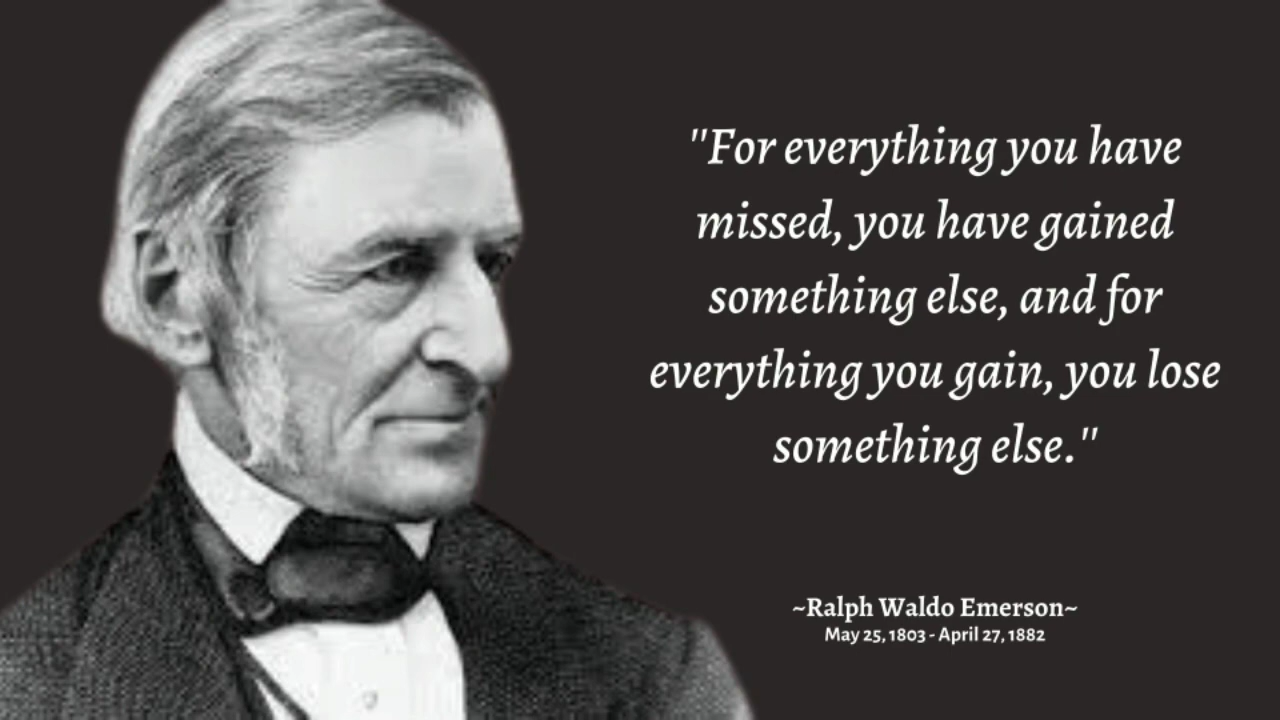 "For everything you have
missed, you have gained
something else, and for
everything you gain, you lose
something else."
~Ralph Waldo Emerson~
May 25, 1803 - April 27, 1882